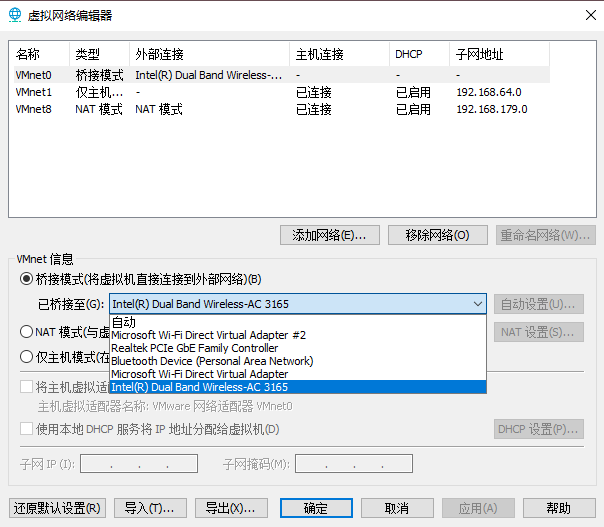 虚拟网络编辑器
名称 类型 外部连接 主机连接 DHCP 子网地址
VMnet0 桥接模式 Intel(R) Dual Band Wireless-... - - -
VMnet1 仅主机... - 已连接 已启用 192.168.64.0
VMnet8 NAT 模式 NAT 模式 已连接 已启用 192.168.179.0
添加网络(E)... 移除网络(O) 重命名网络(W)...
VMnet 信息
桥接模式(将虚拟机直接连接到外部网络)(B)
已桥接至(G): Intel(R) Dual Band Wireless-AC 3165 自动设置(U)...
自动
NAT 模式(与虚 Microsoft Wi-Fi Direct Virtual Adapter #2 NAT 设置(S)...
Realtek PCIe GbE Family Controller
仅主机模式(在 Bluetooth Device (Personal Area Network)
Microsoft Wi-Fi Direct Virtual Adapter
将主机虚拟适 Intel(R) Dual Band Wireless-AC 3165
主机虚拟适配器名称: VMware 网络适配器 VMnet0
使用本地 DHCP 服务将 IP 地址分配给虚拟机(D) DHCP 设置(P)...
子网 IP (I): . . . 子网掩码(M): . . .
还原默认设置(R) 导入(T)... 导出(X)... 确定 取消 应用(A) 帮助